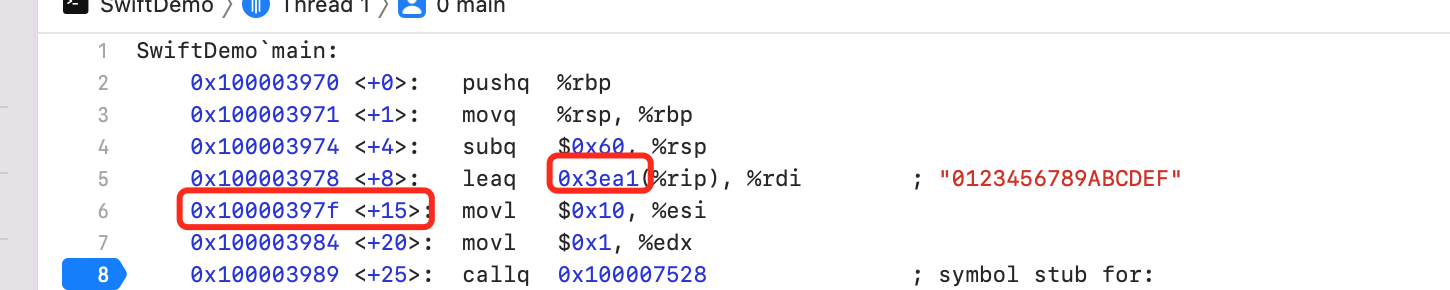 SwiftDemo 〉 Thread 1 〉 0 main
1 SwiftDemo`main:
2 0x100003970 <+0>: pushq %rbp
3 0x100003971 <+1>: movq %rsp, %rbp
4 0x100003974 <+4>: subq $0x60, %rsp
5 0x100003978 <+8>: leaq 0x3ea1(%rip), %rdi ; "0123456789ABCDEF"
6 0x10000397f <+15>: movl $0x10, %esi
7 0x100003984 <+20>: movl $0x1, %edx
8 0x100003989 <+25>: callq 0x100007528 ; symbol stub for: